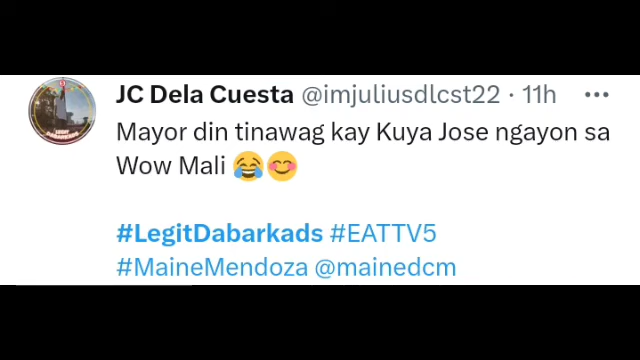 JC Dela Cuesta @imjuliusdlcst22 · 11h ···
Mayor din tinawag kay Kuya Jose ngayon sa
Wow Mali 😂😊
#LegitDabarkads #EATTV5
#MaineMendoza @mainedcm